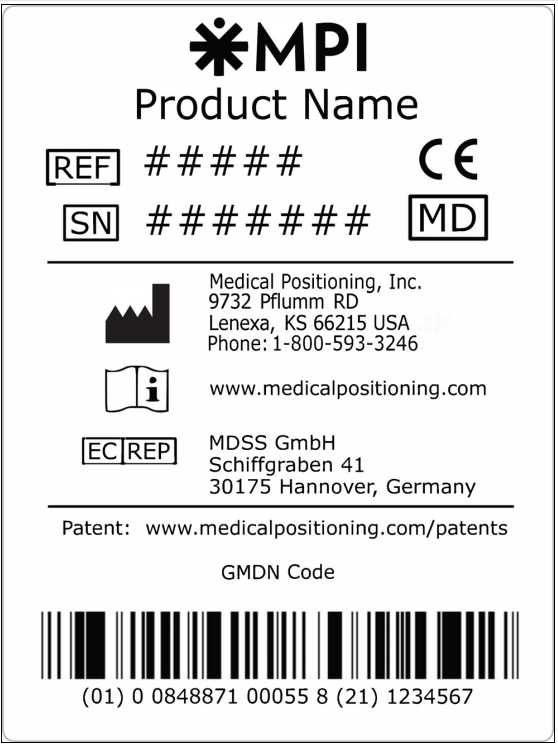 MPI
Product Name
REF #####
CE
SN #######
MD
Medical Positioning, Inc.
9732 Pflumm RD
Lenexa, KS 66215 USA
Phone: 1-800-593-3246
i www.medicalpositioning.com
EC REP MDSS GmbH
Schiffgraben 41
30175 Hannover, Germany
Patent: www.medicalpositioning.com/patents
GMDN Code
(01) 0 0848871 00055 8 (21) 1234567